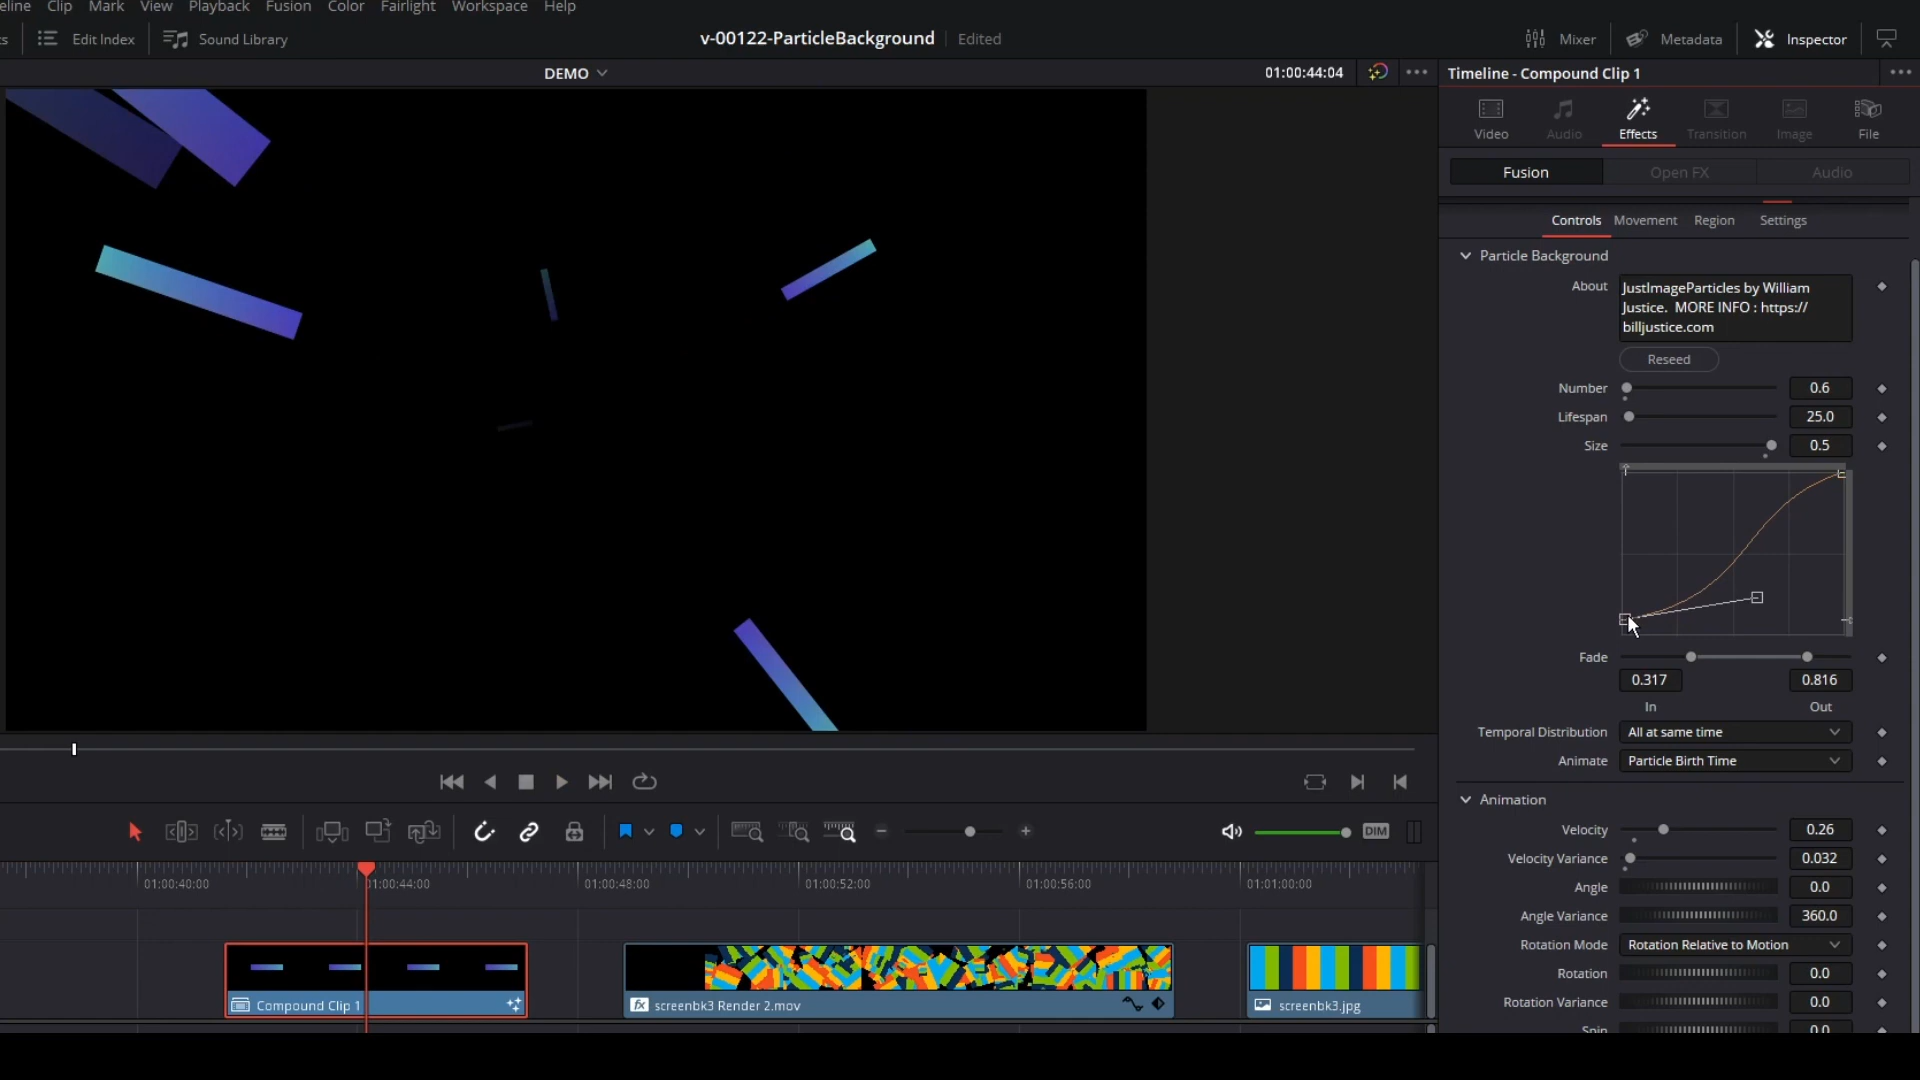 eline Clip Mark View Playback Fusion Color Fairlight Workspace Help
s Edit Index Sound Library v-00122-ParticleBackground Edited Mixer Metadata Inspector
DEMO 01:00:44:04 Timeline - Compound Clip 1
Video Audio Effects Transition Image File
Fusion Open FX Audio
Controls Movement Region Settings
Particle Background
About JustImageParticles by William
Justice. MORE INFO : https://
billjustice.com
Reseed
Number 0.6
Lifespan 25.0
Size 0.5
Fade
0.317 0.816
In Out
Temporal Distribution All at same time
Animate Particle Birth Time
Animation
Velocity 0.26
Velocity Variance 0.032
Angle 0.0
Angle Variance 360.0
Rotation Mode Rotation Relative to Motion
Rotation 0.0
Rotation Variance 0.0
Spin 0.0
DIM
01:00:40:00 01:00:44:00 01:00:48:00 01:00:52:00 01:00:56:00 01:01:00:00
Compound Clip 1 fx screenbk3 Render 2.mov screenbk3.jpg